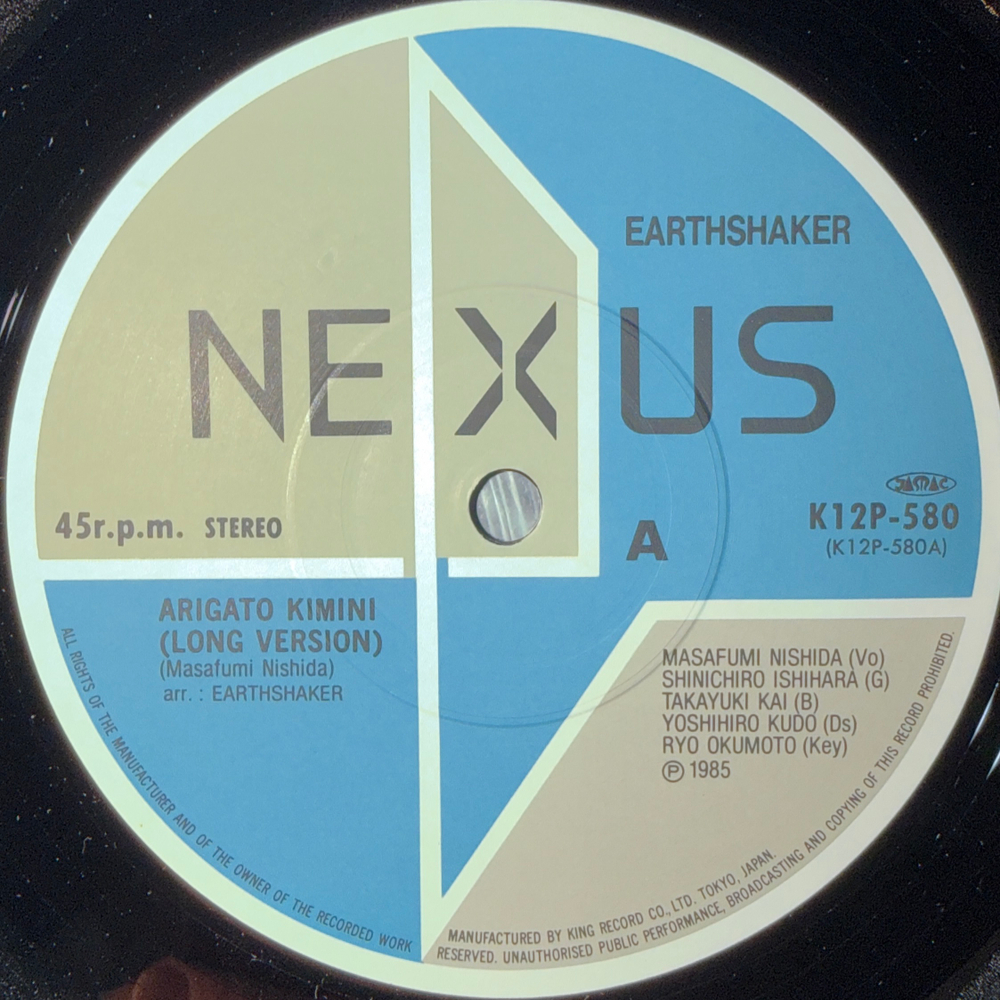 EARTHSHAKER
NEXUS
JASRAC
45r.p.m. STEREO
A
K12P-580
(K12P-580A)
ARIGATO KIMINI
(LONG VERSION)
(Masafumi Nishida)
arr. : EARTHSHAKER
MASAFUMI NISHIDA (Vo)
SHINICHIRO ISHIHARA (G)
TAKAYUKI KAI (B)
YOSHIHIRO KUDO (Ds)
RYO OKUMOTO (Key)
Ⓟ 1985
MANUFACTURED BY KING RECORD CO., LTD. TOKYO, JAPAN.
ALL RIGHTS OF THE MANUFACTURER AND OF THE OWNER OF THE RECORDED WORK RESERVED. UNAUTHORISED PUBLIC PERFORMANCE, BROADCASTING AND COPYING OF THIS RECORD PROHIBITED.